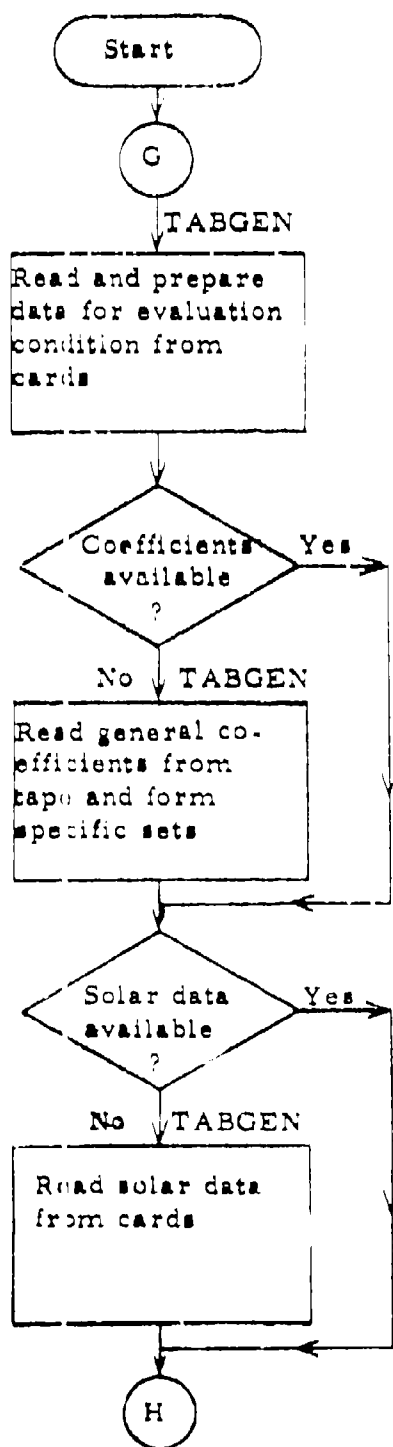 Start
G
TABGEN
Read and prepare
data for evaluation
condition from
cards
Coefficients Yes
available
?
No TABGEN
Read general co-
efficients from
tape and form
specific sets
Solar data Yes
available
?
No TABGEN
Read solar data
from cards
H